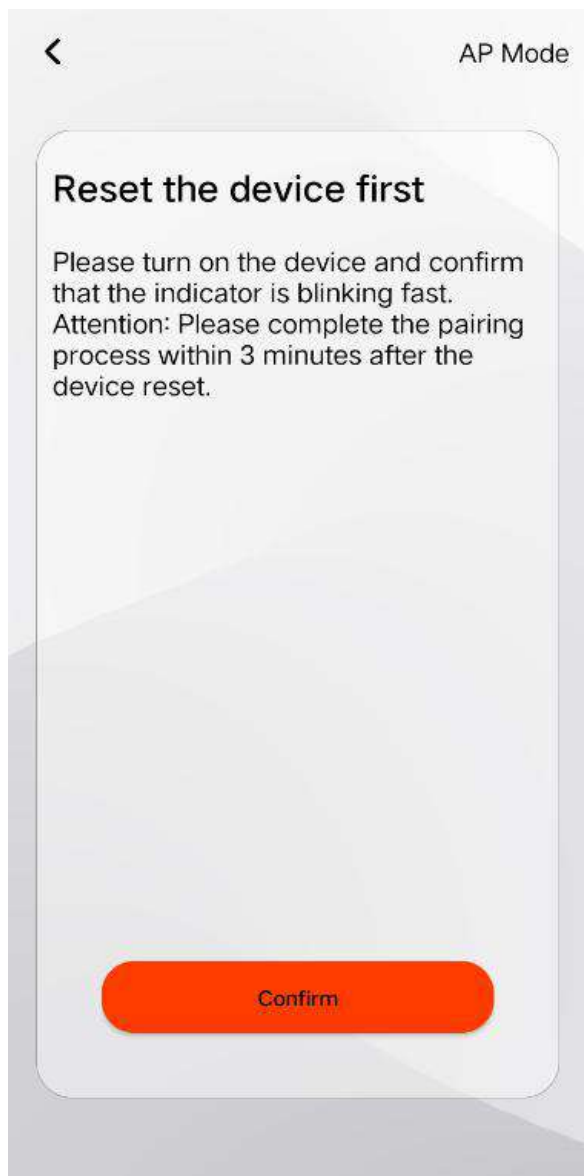 AP Mode
Reset the device first
Please turn on the device and confirm
that the indicator is blinking fast.
Attention: Please complete the pairing
process within 3 minutes after the
device reset.
Confirm